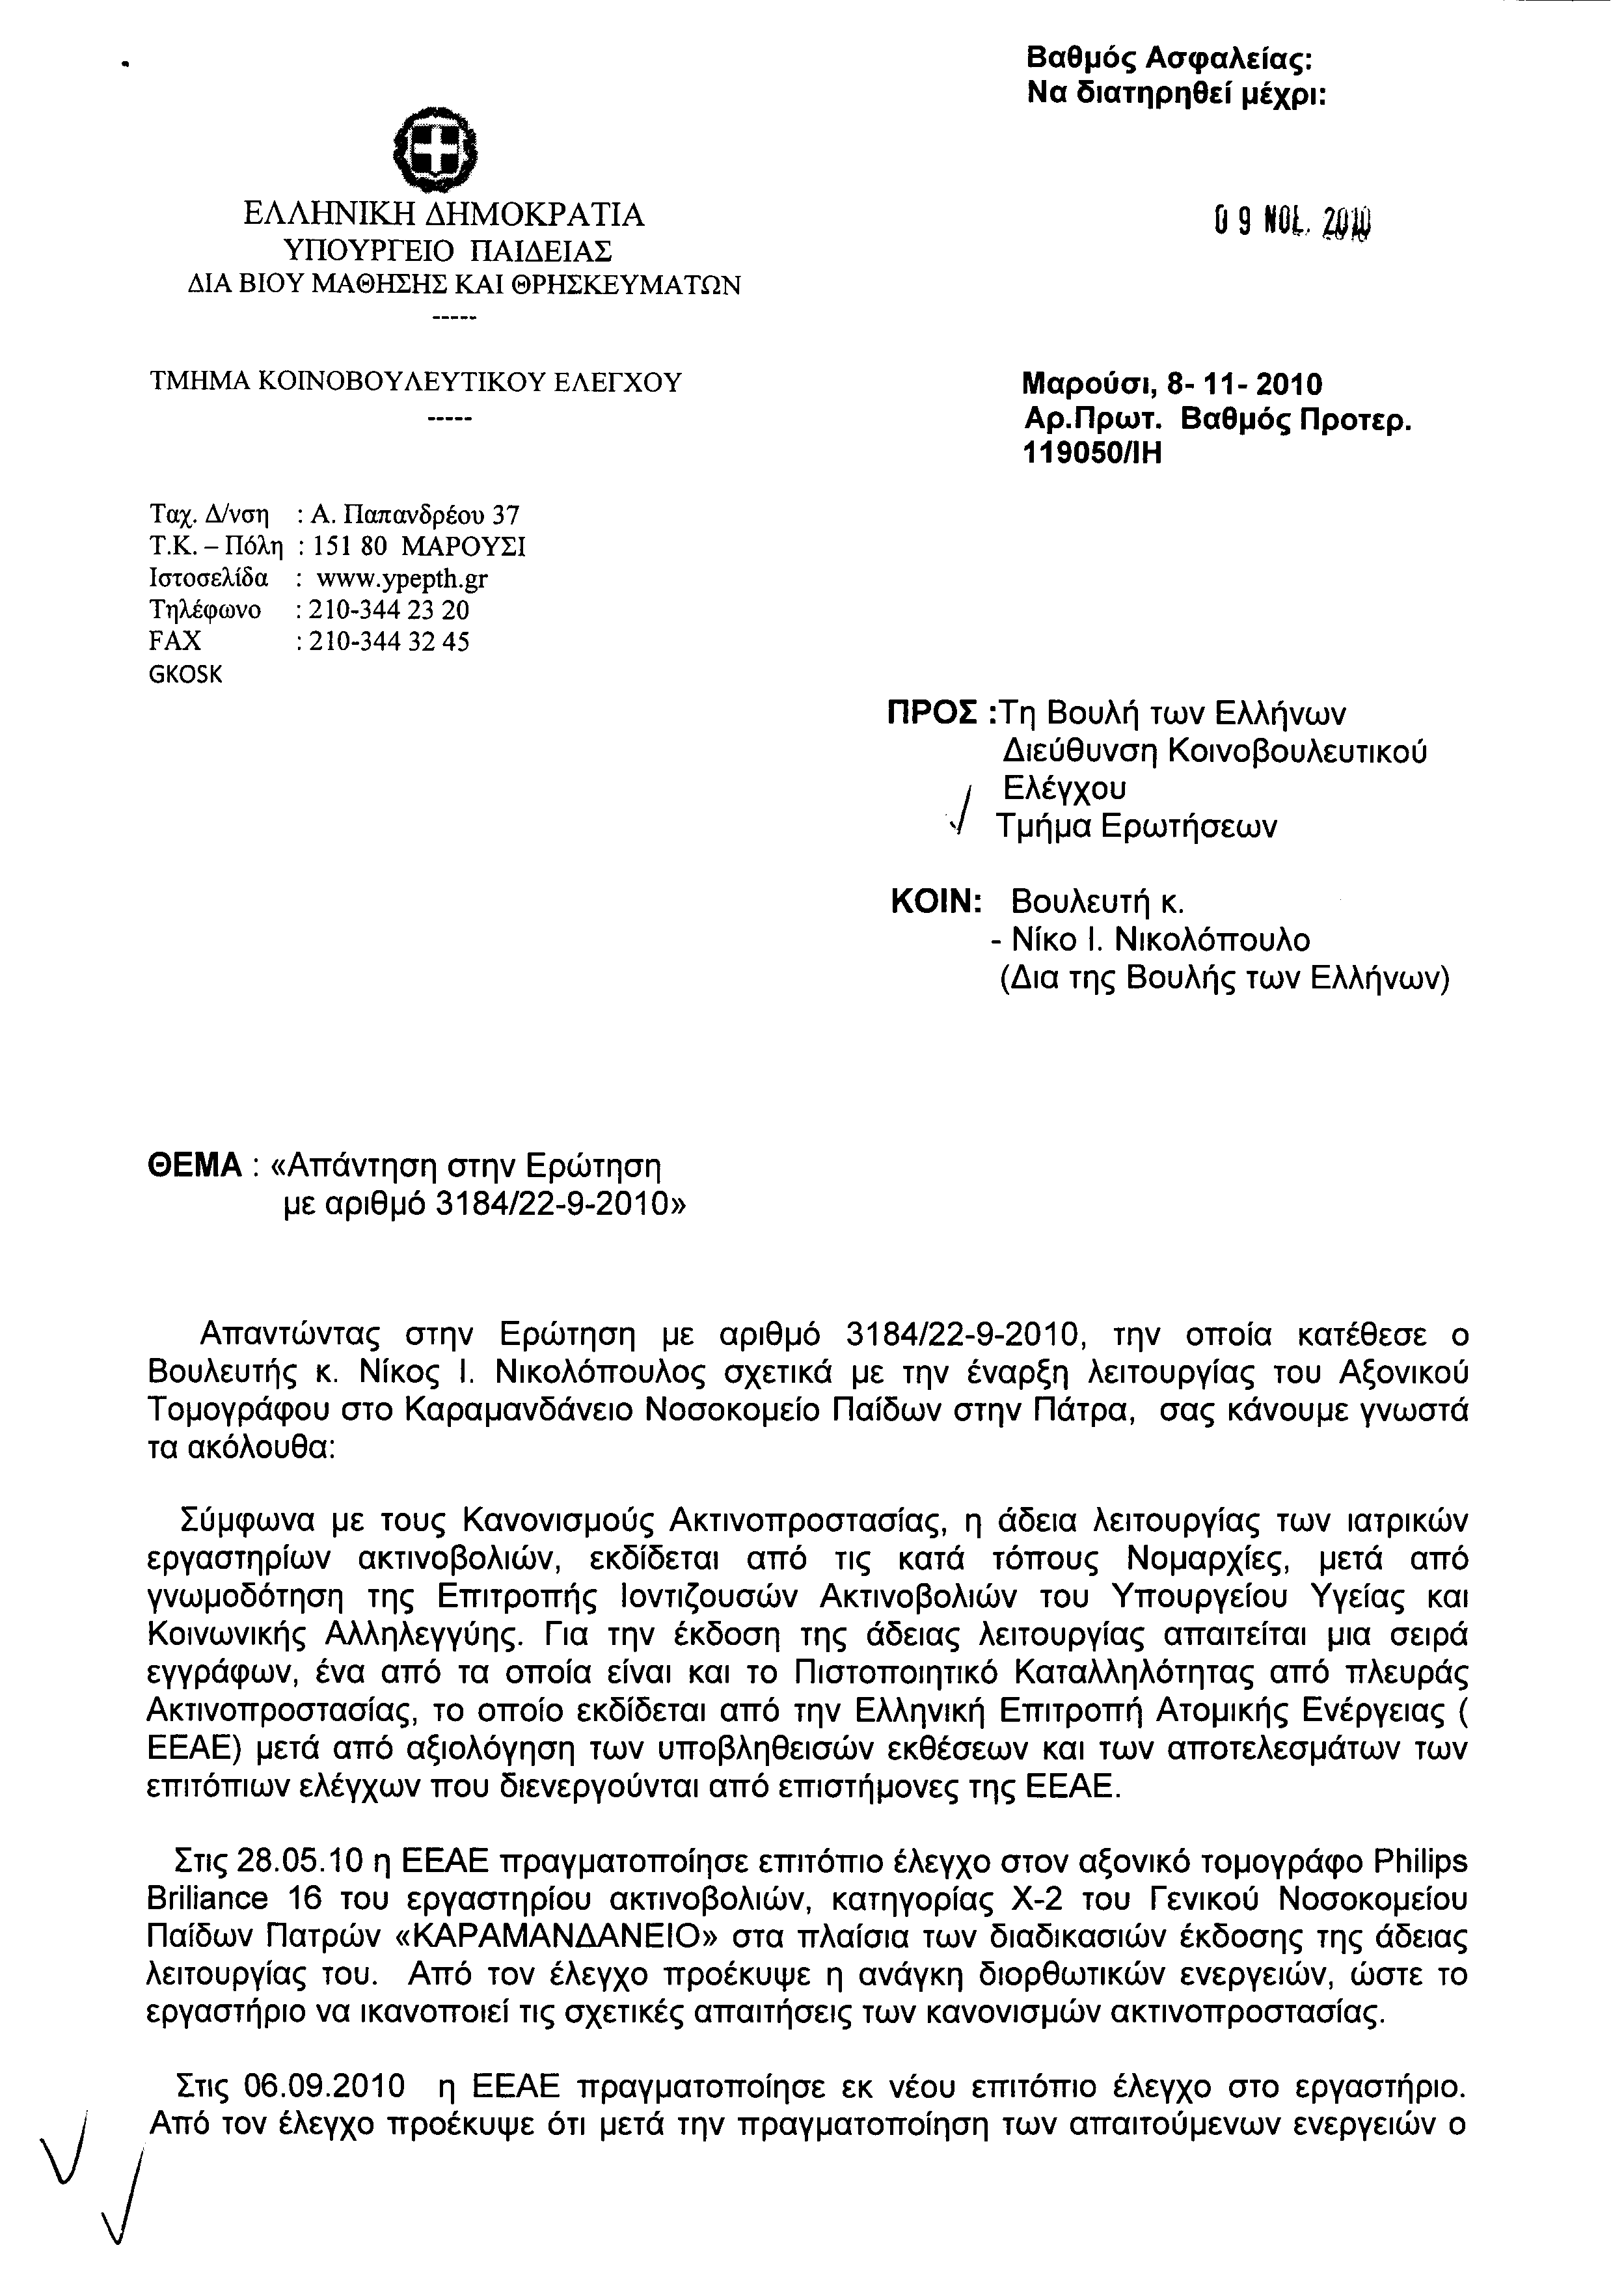 Βαθμός Ασφαλείας:
Να διατηρηθεί μέχρι:
ΕΛΛΗΝΙΚΗ ΔΗΜΟΚΡΑΤΙΑ
ΥΠΟΥΡΓΕΙΟ ΠΑΙΔΕΙΑΣ
ΔΙΑ ΒΙΟΥ ΜΑΘΗΣΗΣ ΚΑΙ ΘΡΗΣΚΕΥΜΑΤΩΝ
-----
09 ΝΟΕ. 2010
ΤΜΗΜΑ ΚΟΙΝΟΒΟΥΛΕΥΤΙΚΟΥ ΕΛΕΓΧΟΥ
-----
Μαρούσι, 8- 11- 2010
Αρ.Πρωτ. Βαθμός Προτερ.
119050/ΙΗ
Ταχ. Δ/νση : Α. Παπανδρέου 37
Τ.Κ. – Πόλη : 151 80 ΜΑΡΟΥΣΙ
Ιστοσελίδα : www.ypepth.gr
Τηλέφωνο : 210-344 23 20
FAX : 210-344 32 45
GKOSK
ΠΡΟΣ :Τη Βουλή των Ελλήνων
Διεύθυνση Κοινοβουλευτικού
Ελέγχου
Τμήμα Ερωτήσεων
ΚΟΙΝ: Βουλευτή κ.
- Νίκο Ι. Νικολόπουλο
(Δια της Βουλής των Ελλήνων)
ΘΕΜΑ : «Απάντηση στην Ερώτηση
με αριθμό 3184/22-9-2010»
Απαντώντας στην Ερώτηση με αριθμό 3184/22-9-2010, την οποία κατέθεσε ο
Βουλευτής κ. Νίκος Ι. Νικολόπουλος σχετικά με την έναρξη λειτουργίας του Αξονικού
Τομογράφου στο Καραμανδάνειο Νοσοκομείο Παίδων στην Πάτρα, σας κάνουμε γνωστά
τα ακόλουθα:
Σύμφωνα με τους Κανονισμούς Ακτινοπροστασίας, η άδεια λειτουργίας των ιατρικών
εργαστηρίων ακτινοβολιών, εκδίδεται από τις κατά τόπους Νομαρχίες, μετά από
γνωμοδότηση της Επιτροπής Ιοντιζουσών Ακτινοβολιών του Υπουργείου Υγείας και
Κοινωνικής Αλληλεγγύης. Για την έκδοση της άδειας λειτουργίας απαιτείται μια σειρά
εγγράφων, ένα από τα οποία είναι και το Πιστοποιητικό Καταλληλότητας από πλευράς
Ακτινοπροστασίας, το οποίο εκδίδεται από την Ελληνική Επιτροπή Ατομικής Ενέργειας (
ΕΕΑΕ) μετά από αξιολόγηση των υποβληθεισών εκθέσεων και των αποτελεσμάτων των
επιτόπιων ελέγχων που διενεργούνται από επιστήμονες της ΕΕΑΕ.
Στις 28.05.10 η ΕΕΑΕ πραγματοποίησε επιτόπιο έλεγχο στον αξονικό τομογράφο Philips
Briliance 16 του εργαστηρίου ακτινοβολιών, κατηγορίας Χ-2 του Γενικού Νοσοκομείου
Παίδων Πατρών «ΚΑΡΑΜΑΝΔΑΝΕΙΟ» στα πλαίσια των διαδικασιών έκδοσης της άδειας
λειτουργίας του. Από τον έλεγχο προέκυψε η ανάγκη διορθωτικών ενεργειών, ώστε το
εργαστήριο να ικανοποιεί τις σχετικές απαιτήσεις των κανονισμών ακτινοπροστασίας.
Στις 06.09.2010 η ΕΕΑΕ πραγματοποίησε εκ νέου επιτόπιο έλεγχο στο εργαστήριο.
Από τον έλεγχο προέκυψε ότι μετά την πραγματοποίηση των απαιτούμενων ενεργειών ο